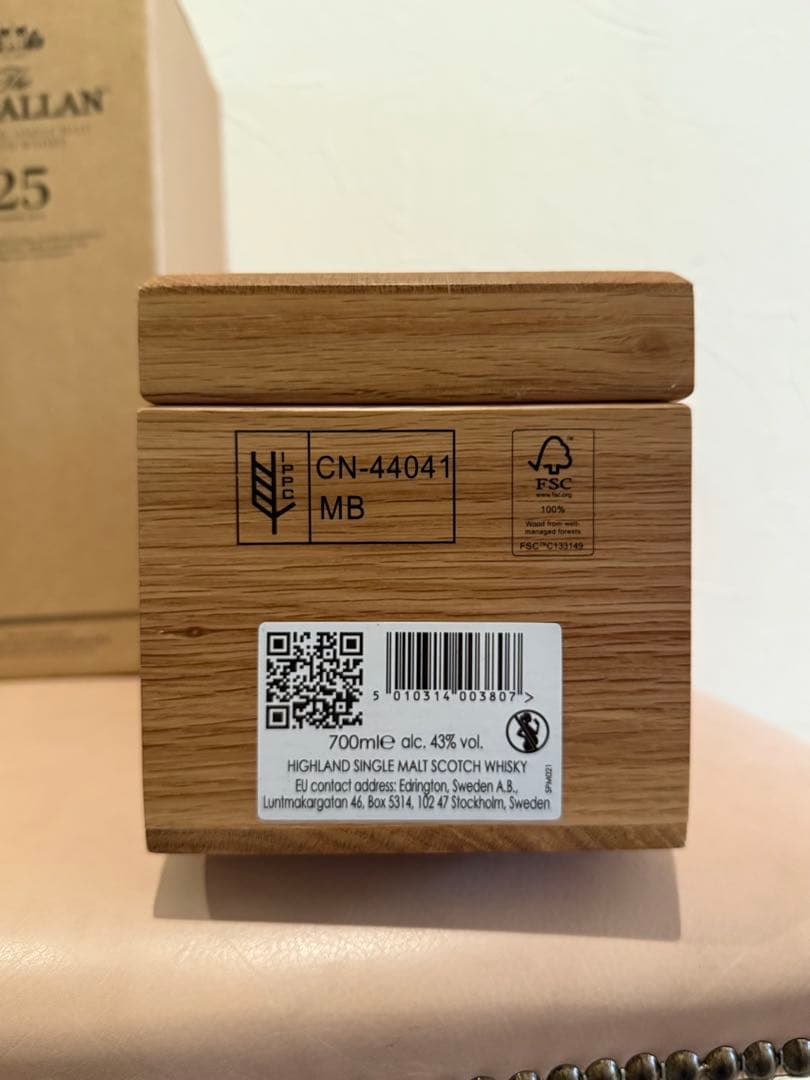 The
ALLAN
25
IPPC
CN-44041
MB
FSC™
www.fsc.org
100%
Wood from well-
managed forests
FSC™C133149
5 010314 003807 >
700ml℮ alc. 43% vol.
HIGHLAND SINGLE MALT SCOTCH WHISKY
EU contact address: Edrington, Sweden A.B.,
Luntmakargatan 46, Box 5314, 102 47 Stockholm, Sweden